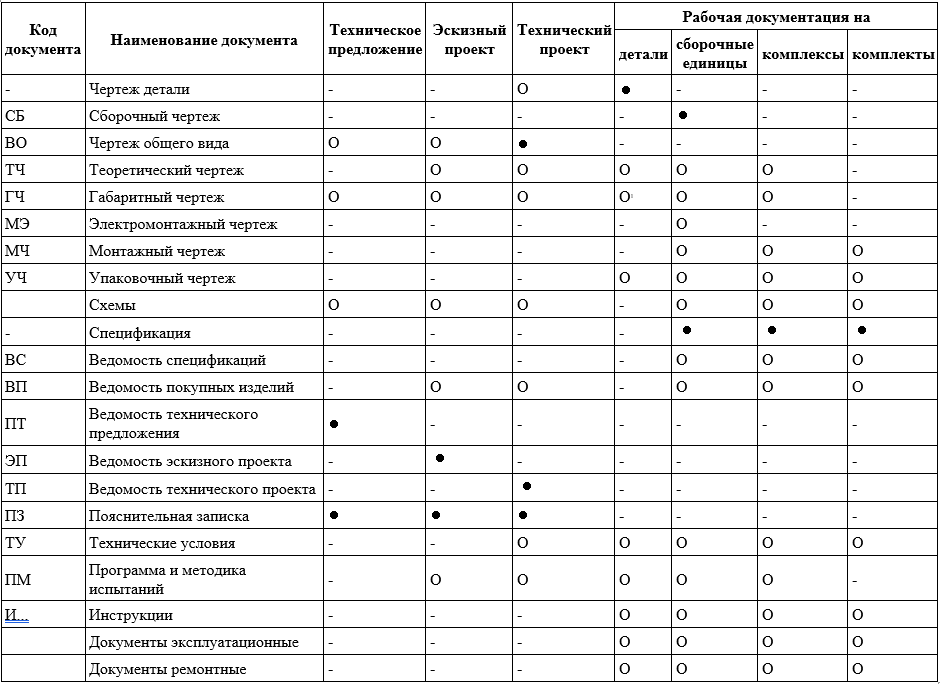 Код документа | Наименование документа | Техническое предложение | Эскизный проект | Технический проект | Рабочая документация на
детали | сборочные единицы | комплексы | комплекты
- | Чертеж детали | - | - | О | ● | - | - | -
СБ | Сборочный чертеж | - | - | - | - | ● | - | -
ВО | Чертеж общего вида | О | О | ● | - | - | - | -
ТЧ | Теоретический чертеж | - | О | О | О | О | О | -
ГЧ | Габаритный чертеж | О | О | О | О | О | О | -
МЭ | Электромонтажный чертеж | - | - | - | - | О | - | -
МЧ | Монтажный чертеж | - | - | - | - | О | О | О
УЧ | Упаковочный чертеж | - | - | - | О | О | О | О
Схемы | О | О | О | - | О | О | О
- | Спецификация | - | - | - | - | ● | ● | ●
ВС | Ведомость спецификаций | - | - | - | - | О | О | О
ВП | Ведомость покупных изделий | - | О | О | - | О | О | О
ПТ | Ведомость технического предложения | ● | - | - | - | - | - | -
ЭП | Ведомость эскизного проекта | - | ● | - | - | - | - | -
ТП | Ведомость технического проекта | - | - | ● | - | - | - | -
ПЗ | Пояснительная записка | ● | ● | ● | - | - | - | -
ТУ | Технические условия | - | - | О | О | О | О | О
ПМ | Программа и методика испытаний | - | О | О | О | О | О | -
И... | Инструкции | - | - | - | О | О | О | О
Документы эксплуатационные | - | - | - | О | О | О | О
Документы ремонтные | - | - | - | О | О | О | О